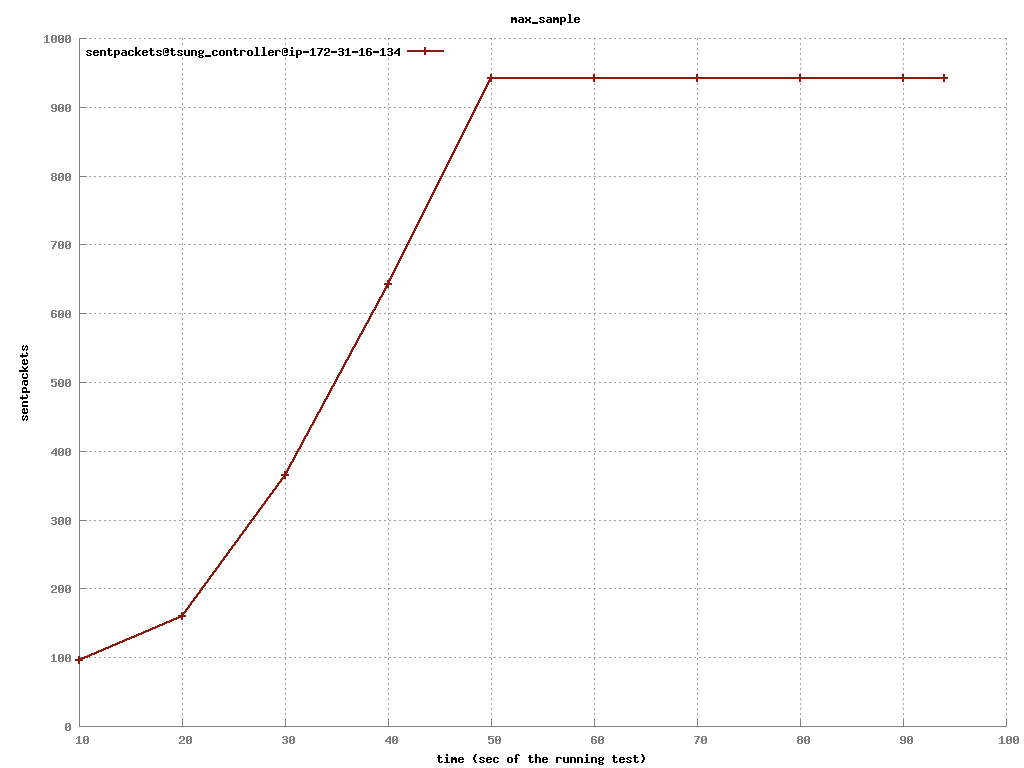 max_sample
sentpackets@tsung_controller@ip-172-31-16-134
1000
900
800
700
600
500
400
300
200
100
0
sentpackets
10 20 30 40 50 60 70 80 90 100
time (sec of the running test)